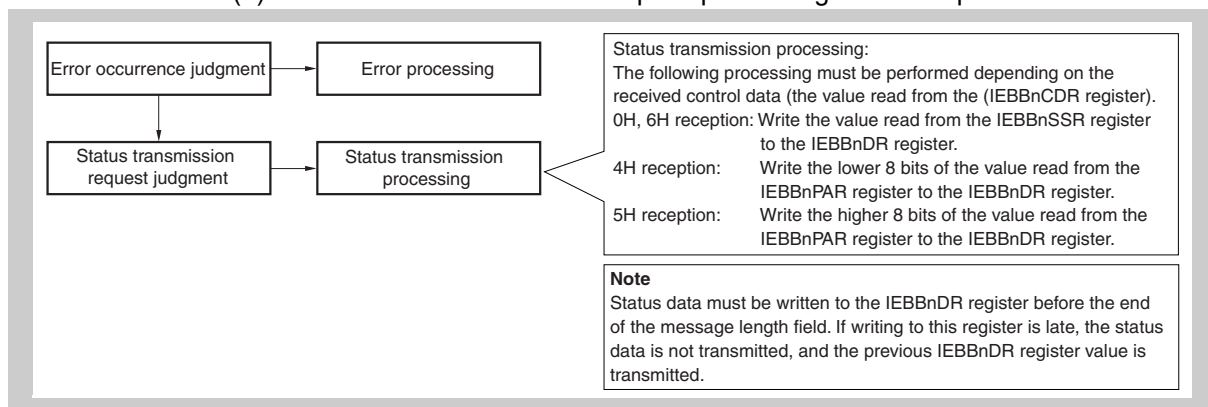 Error occurrence judgment
Error processing
Status transmission
request judgment
Status transmission
processing
Status transmission processing:
The following processing must be performed depending on the
received control data (the value read from the (IEBBnCDR register).
0H, 6H reception: Write the value read from the IEBBnSSR register
to the IEBBnDR register.
4H reception: Write the lower 8 bits of the value read from the
IEBBnPAR register to the IEBBnDR register.
5H reception: Write the higher 8 bits of the value read from the
IEBBnPAR register to the IEBBnDR register.
Note
Status data must be written to the IEBBnDR register before the end
of the message length field. If writing to this register is late, the status
data is not transmitted, and the previous IEBBnDR register value is
transmitted.